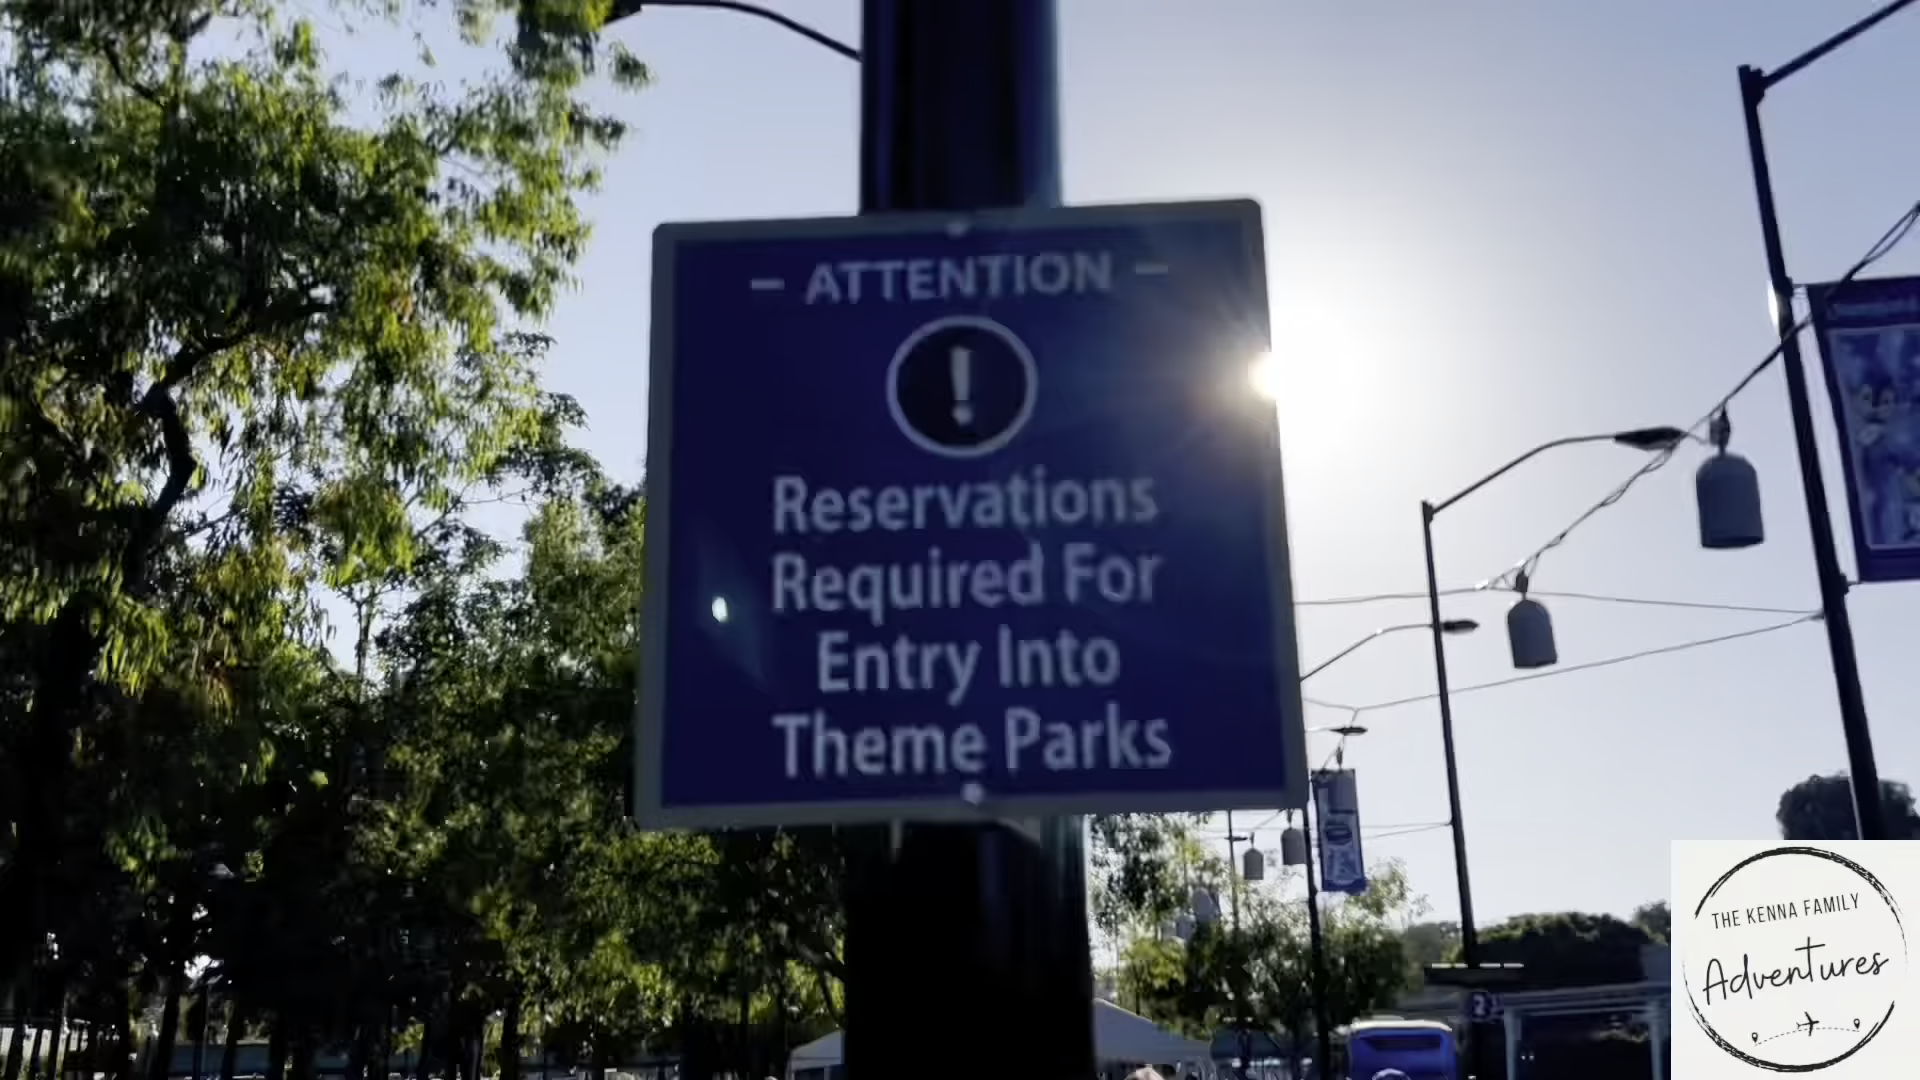 — ATTENTION —
!
Reservations
Required For
Entry Into
Theme Parks
THE KENNA FAMILY
Adventures